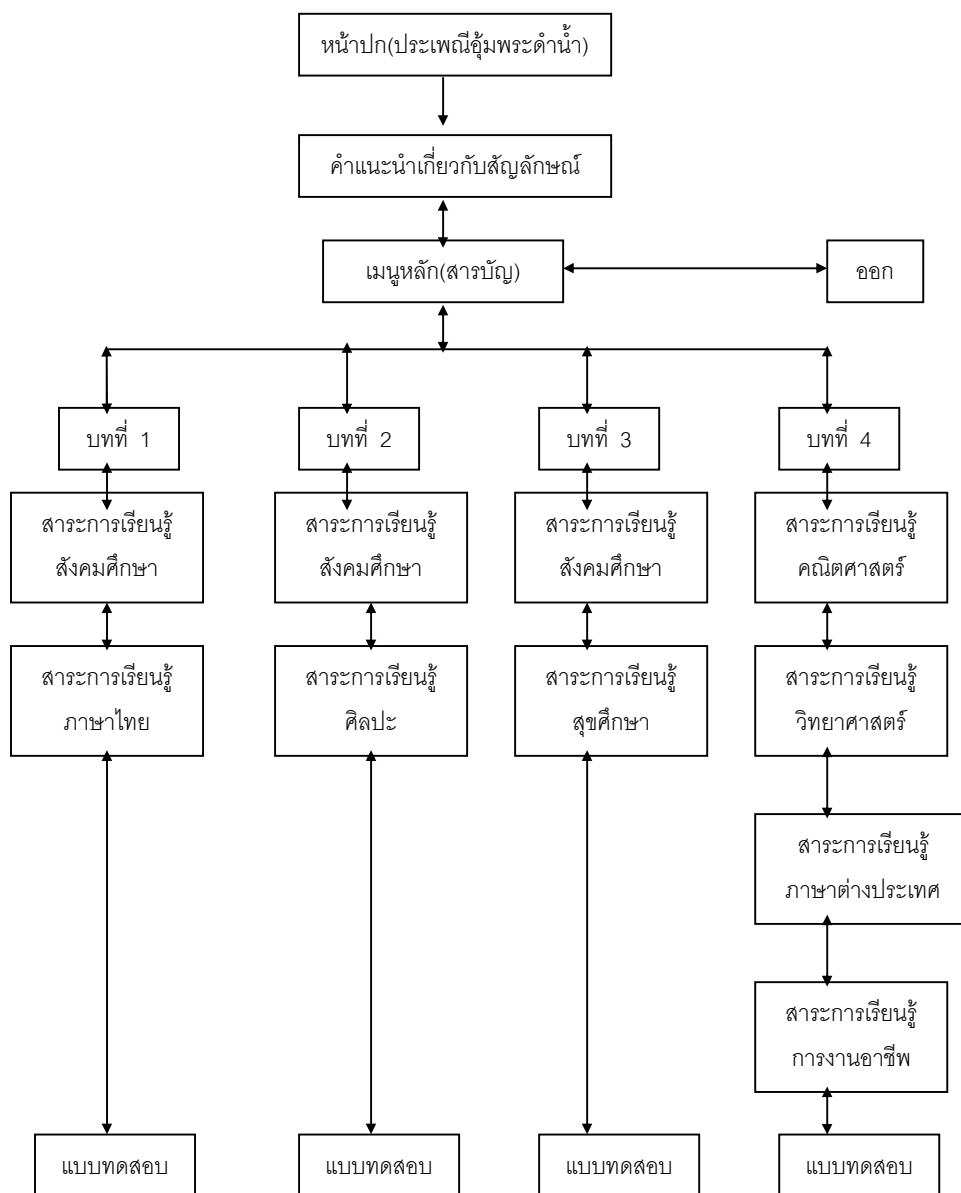 หน้าปก(ประเพณีอุ้มพระดำน้ำ)
คำแนะนำเกี่ยวกับสัญลักษณ์
เมนูหลัก(สารบัญ)
ออก
บทที่ 1
บทที่ 2
บทที่ 3
บทที่ 4
สาระการเรียนรู้
สังคมศึกษา
สาระการเรียนรู้
สังคมศึกษา
สาระการเรียนรู้
สังคมศึกษา
สาระการเรียนรู้
คณิตศาสตร์
สาระการเรียนรู้
ภาษาไทย
สาระการเรียนรู้
ศิลปะ
สาระการเรียนรู้
สุขศึกษา
สาระการเรียนรู้
วิทยาศาสตร์
สาระการเรียนรู้
ภาษาต่างประเทศ
สาระการเรียนรู้
การงานอาชีพ
แบบทดสอบ
แบบทดสอบ
แบบทดสอบ
แบบทดสอบ